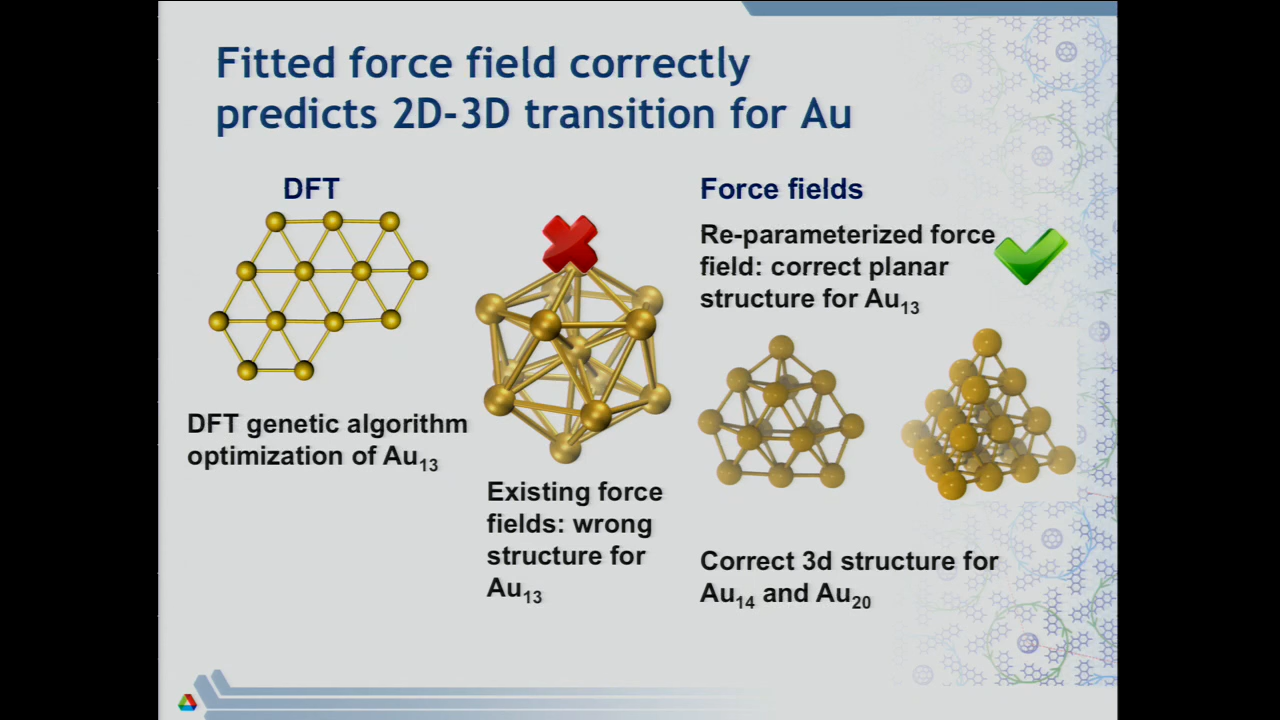 Fitted force field correctly
predicts 2D-3D transition for Au
DFT
DFT genetic algorithm
optimization of Au₁₃
Existing force
fields: wrong
structure for
Au₁₃
Force fields
Re-parameterized force
field: correct planar
structure for Au₁₃
Correct 3d structure for
Au₁₄ and Au₂₀